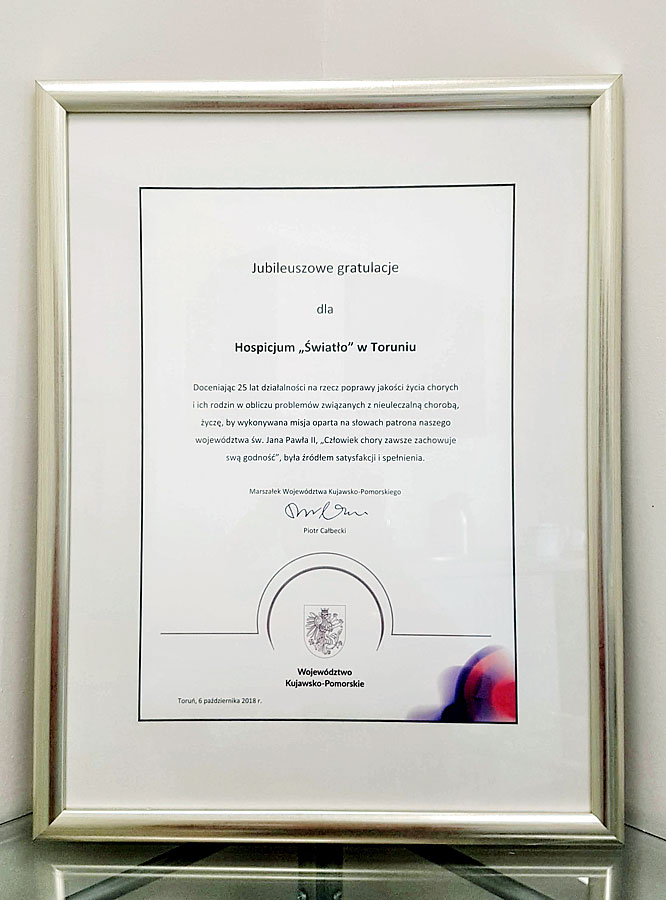 Jubileuszowe gratulacje
dla
Hospicjum „Światło” w Toruniu
Doceniając 25 lat działalności na rzecz poprawy jakości życia chorych
i ich rodzin w obliczu problemów związanych z nieuleczalną chorobą,
życzę, by wykonywana misja oparta na słowach patrona naszego
województwa św. Jana Pawła II, „Człowiek chory zawsze zachowuje
swą godność”, była źródłem satysfakcji i spełnienia.
Marszałek Województwa Kujawsko-Pomorskiego
Piotr Całbecki
Województwo
Kujawsko-Pomorskie
Toruń, 6 października 2018 r.